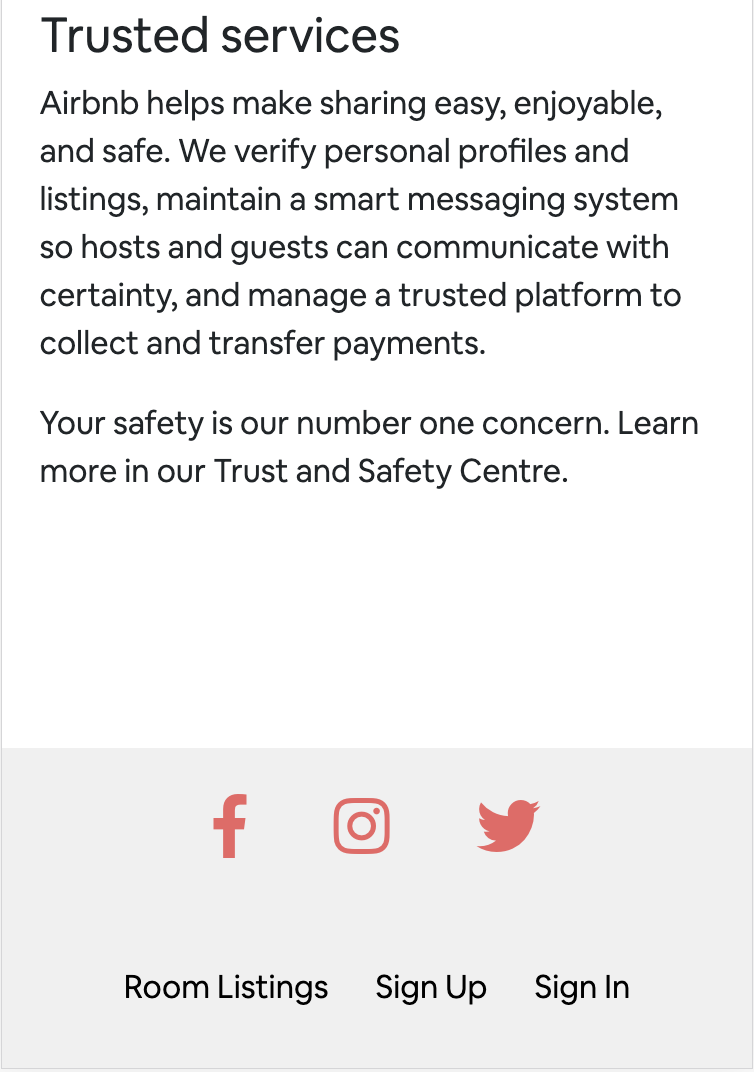 Trusted services
Airbnb helps make sharing easy, enjoyable,
and safe. We verify personal profiles and
listings, maintain a smart messaging system
so hosts and guests can communicate with
certainty, and manage a trusted platform to
collect and transfer payments.
Your safety is our number one concern. Learn
more in our Trust and Safety Centre.
Room Listings Sign Up Sign In